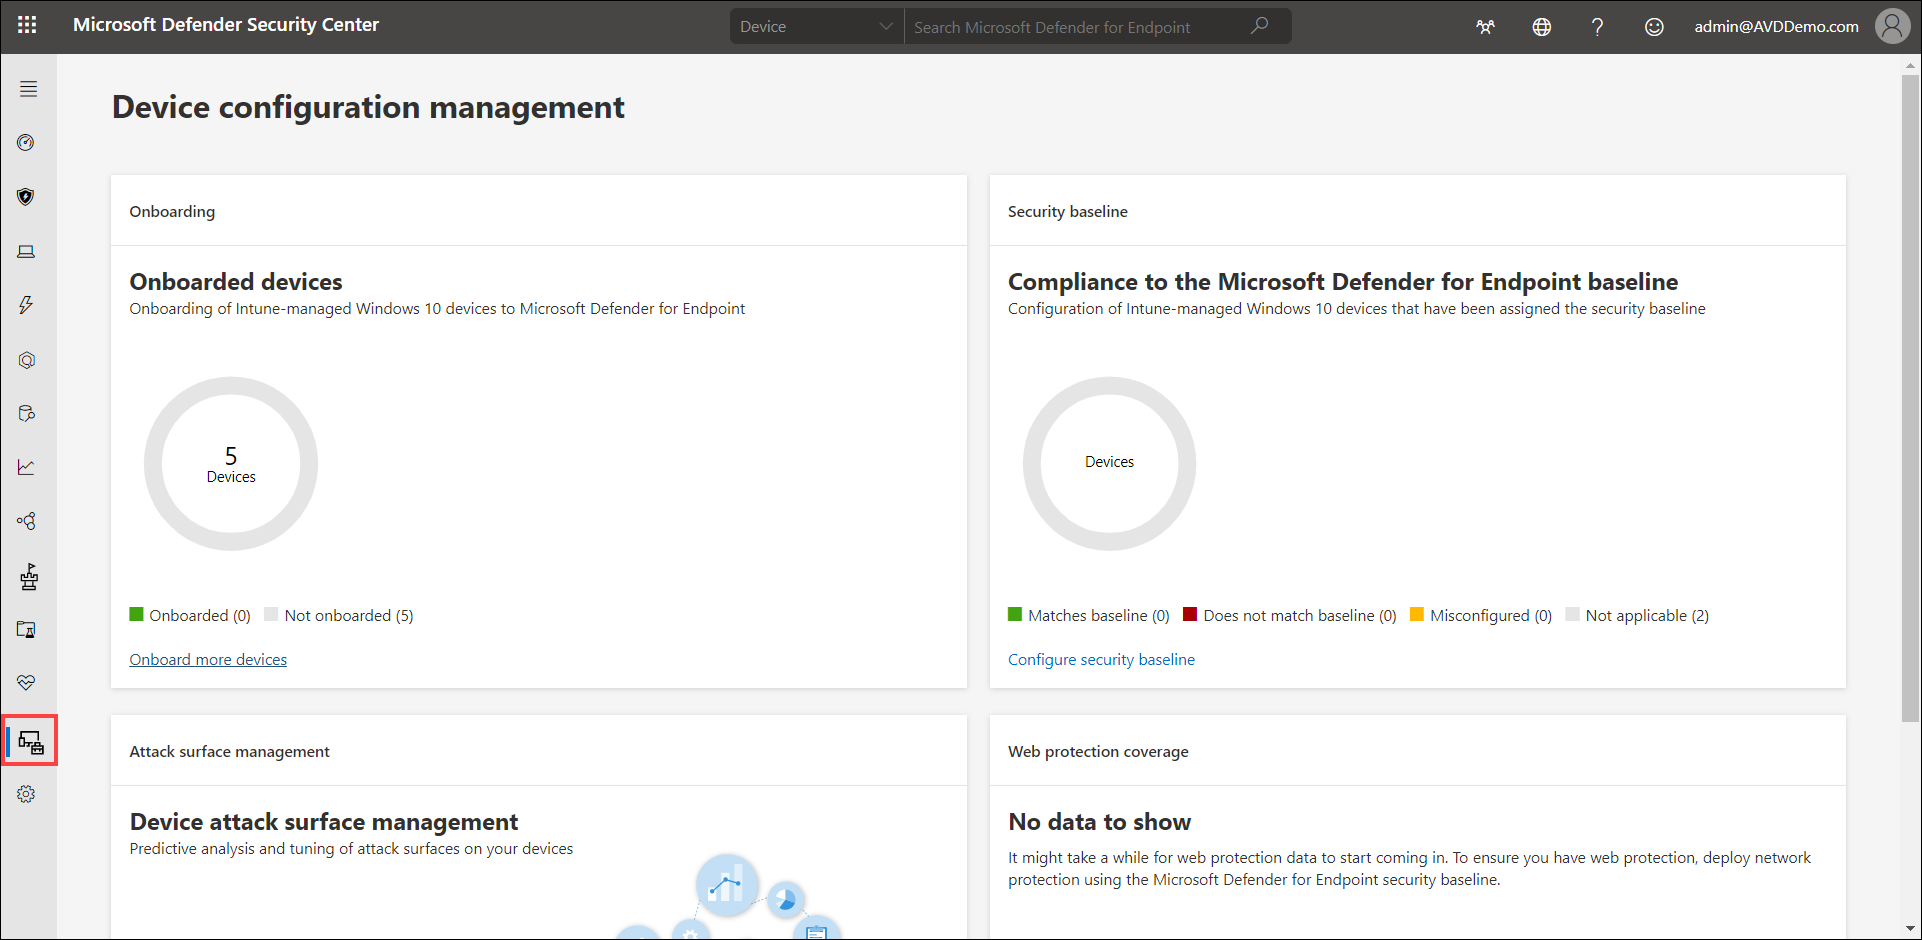 Microsoft Defender Security Center
Device
Search Microsoft Defender for Endpoint
?
admin@AVDDemo.com
Device configuration management
Onboarding
Onboarded devices
Onboarding of Intune-managed Windows 10 devices to Microsoft Defender for Endpoint
5
Devices
Onboarded (0)
Not onboarded (5)
Onboard more devices
Security baseline
Compliance to the Microsoft Defender for Endpoint baseline
Configuration of Intune-managed Windows 10 devices that have been assigned the security baseline
Devices
Matches baseline (0)
Does not match baseline (0)
Misconfigured (0)
Not applicable (2)
Configure security baseline
Attack surface management
Device attack surface management
Predictive analysis and tuning of attack surfaces on your devices
Web protection coverage
No data to show
It might take a while for web protection data to start coming in. To ensure you have web protection, deploy network
protection using the Microsoft Defender for Endpoint security baseline.